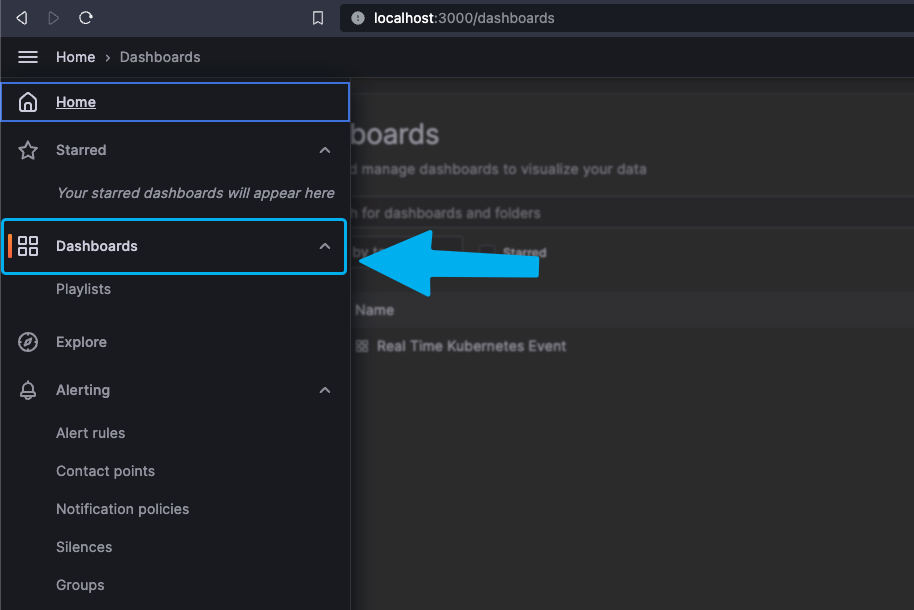 localhost:3000/dashboards
Home › Dashboards
Home
Starred
Your starred dashboards will appear here
Dashboards
Playlists
Explore
Alerting
Alert rules
Contact points
Notification policies
Silences
Groups
boards
d manage dashboards to visualize your data
h for dashboards and folders
by Starred
Name
Real Time Kubernetes Event